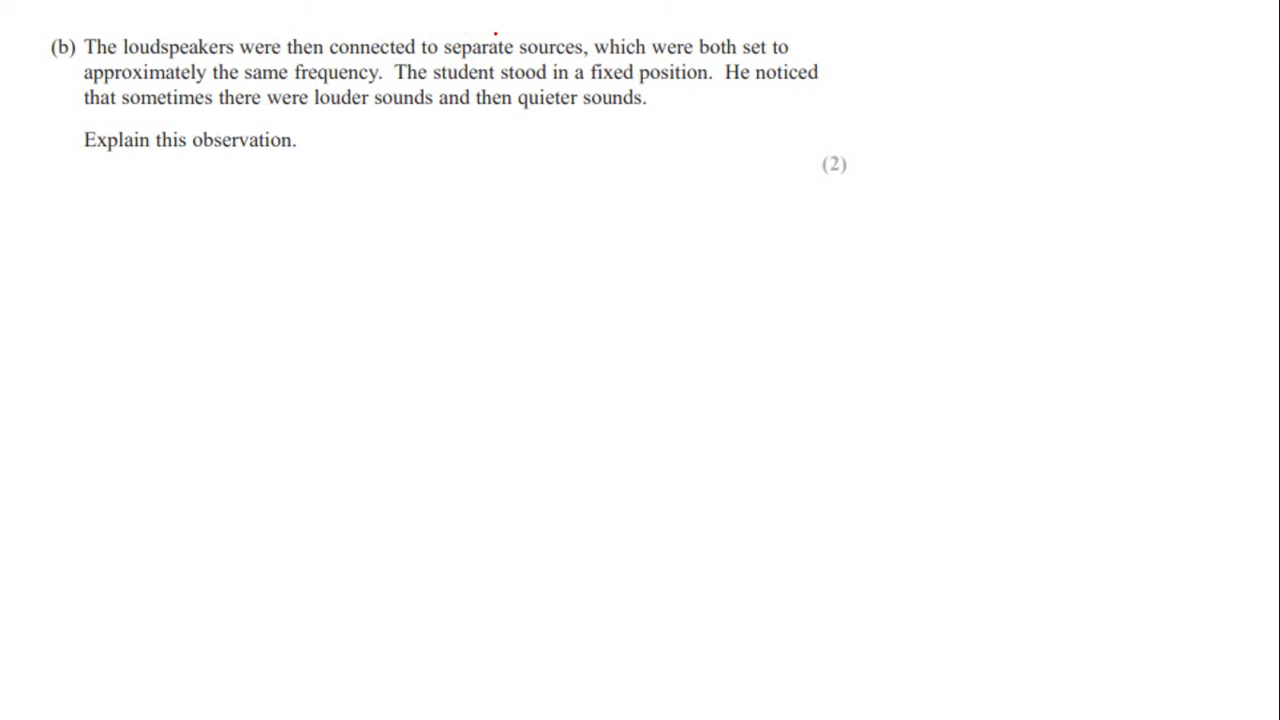 (b) The loudspeakers were then connected to separate sources, which were both set to
approximately the same frequency. The student stood in a fixed position. He noticed
that sometimes there were louder sounds and then quieter sounds.
Explain this observation.
(2)